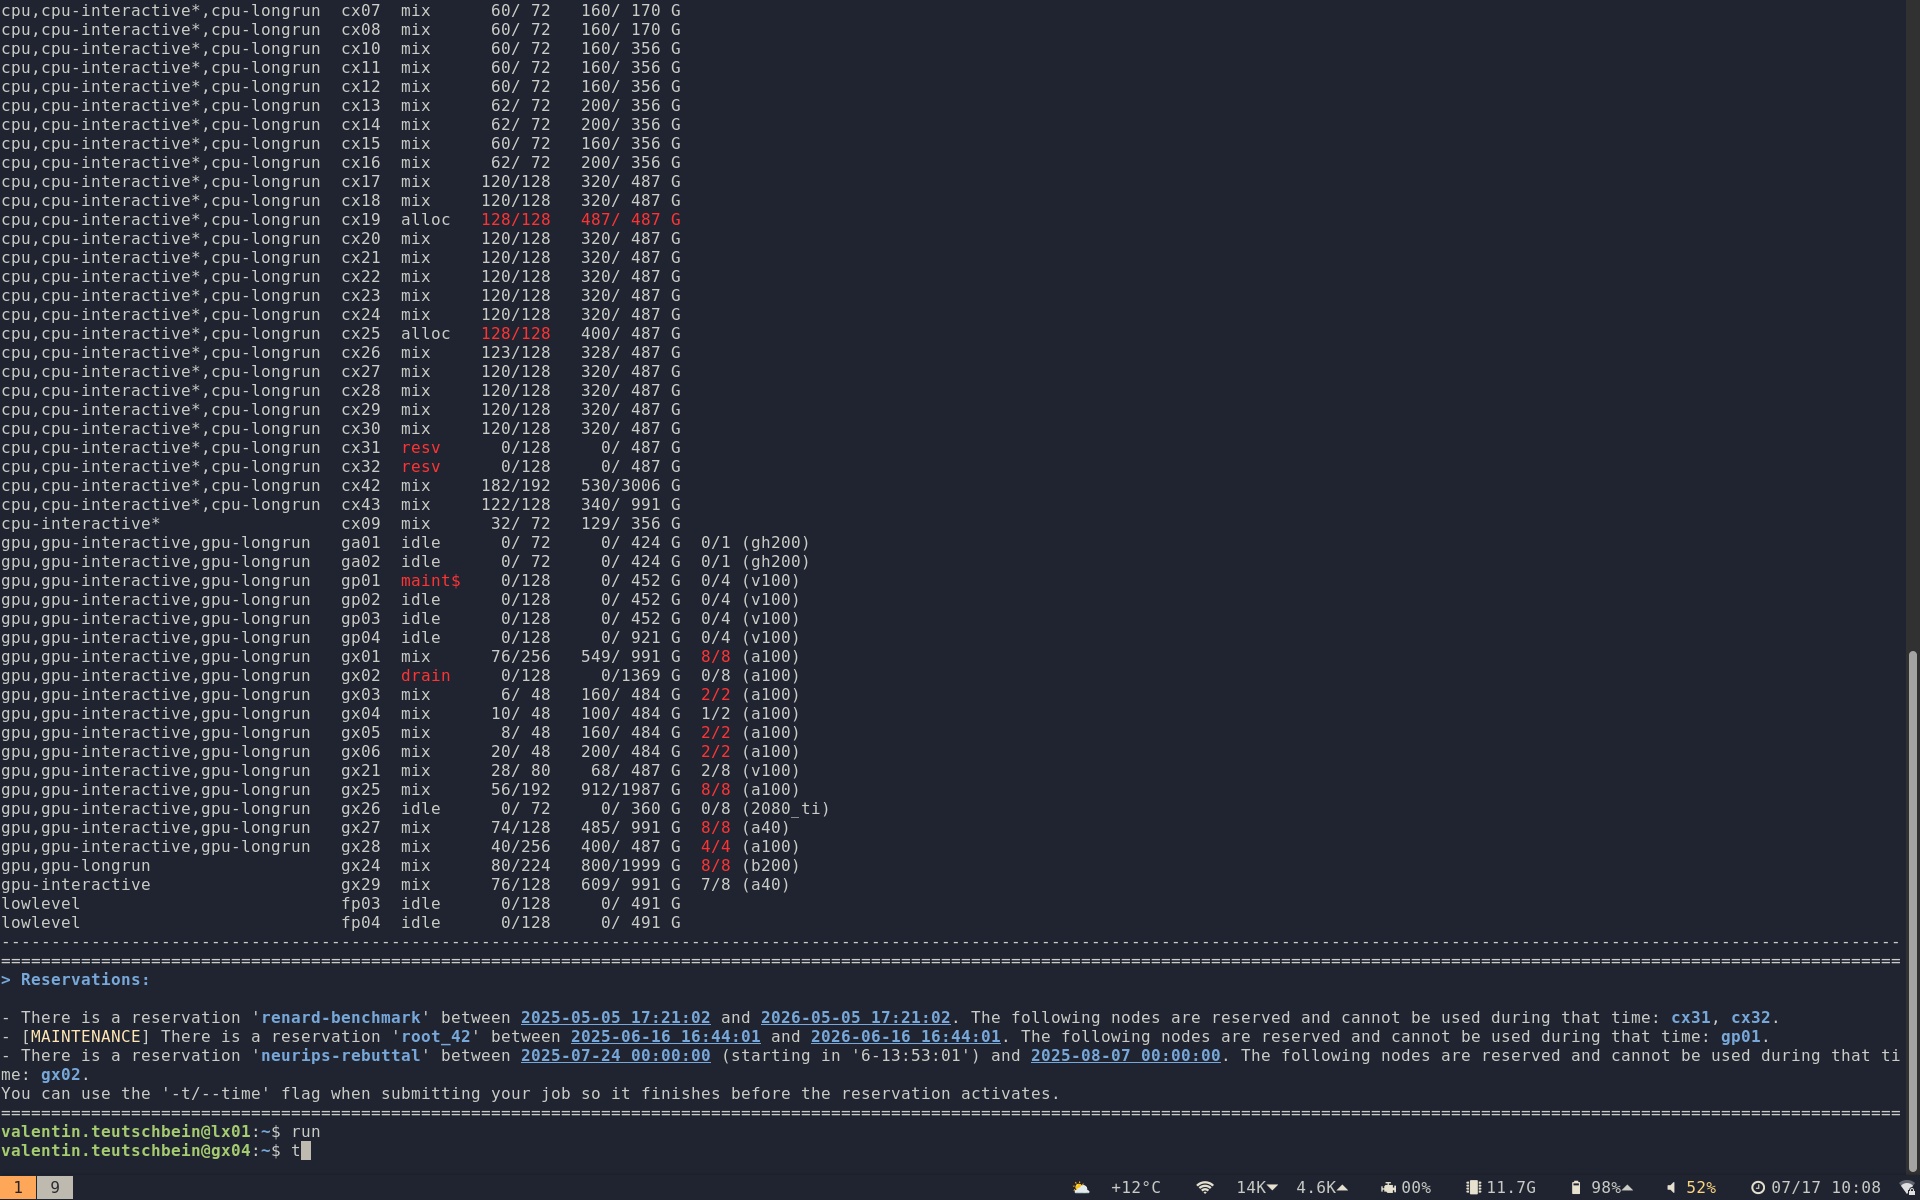 cpu,cpu-interactive*,cpu-longrun  cx07  mix      60/ 72   160/ 170 G
cpu,cpu-interactive*,cpu-longrun  cx08  mix      60/ 72   160/ 170 G
cpu,cpu-interactive*,cpu-longrun  cx10  mix      60/ 72   160/ 356 G
cpu,cpu-interactive*,cpu-longrun  cx11  mix      60/ 72   160/ 356 G
cpu,cpu-interactive*,cpu-longrun  cx12  mix      60/ 72   160/ 356 G
cpu,cpu-interactive*,cpu-longrun  cx13  mix      62/ 72   200/ 356 G
cpu,cpu-interactive*,cpu-longrun  cx14  mix      62/ 72   200/ 356 G
cpu,cpu-interactive*,cpu-longrun  cx15  mix      60/ 72   160/ 356 G
cpu,cpu-interactive*,cpu-longrun  cx16  mix      62/ 72   200/ 356 G
cpu,cpu-interactive*,cpu-longrun  cx17  mix     120/128   320/ 487 G
cpu,cpu-interactive*,cpu-longrun  cx18  mix     120/128   320/ 487 G
cpu,cpu-interactive*,cpu-longrun  cx19  alloc   128/128   487/ 487 G
cpu,cpu-interactive*,cpu-longrun  cx20  mix     120/128   320/ 487 G
cpu,cpu-interactive*,cpu-longrun  cx21  mix     120/128   320/ 487 G
cpu,cpu-interactive*,cpu-longrun  cx22  mix     120/128   320/ 487 G
cpu,cpu-interactive*,cpu-longrun  cx23  mix     120/128   320/ 487 G
cpu,cpu-interactive*,cpu-longrun  cx24  mix     120/128   320/ 487 G
cpu,cpu-interactive*,cpu-longrun  cx25  alloc   128/128   400/ 487 G
cpu,cpu-interactive*,cpu-longrun  cx26  mix     123/128   328/ 487 G
cpu,cpu-interactive*,cpu-longrun  cx27  mix     120/128   320/ 487 G
cpu,cpu-interactive*,cpu-longrun  cx28  mix     120/128   320/ 487 G
cpu,cpu-interactive*,cpu-longrun  cx29  mix     120/128   320/ 487 G
cpu,cpu-interactive*,cpu-longrun  cx30  mix     120/128   320/ 487 G
cpu,cpu-interactive*,cpu-longrun  cx31  resv      0/128     0/ 487 G
cpu,cpu-interactive*,cpu-longrun  cx32  resv      0/128     0/ 487 G
cpu,cpu-interactive*,cpu-longrun  cx42  mix     182/192   530/3006 G
cpu,cpu-interactive*,cpu-longrun  cx43  mix     122/128   340/ 991 G
cpu-interactive*                  cx09  mix      32/ 72   129/ 356 G
gpu,gpu-interactive,gpu-longrun   ga01  idle      0/ 72     0/ 424 G  0/1 (gh200)
gpu,gpu-interactive,gpu-longrun   ga02  idle      0/ 72     0/ 424 G  0/1 (gh200)
gpu,gpu-interactive,gpu-longrun   gp01  maint$    0/128     0/ 452 G  0/4 (v100)
gpu,gpu-interactive,gpu-longrun   gp02  idle      0/128     0/ 452 G  0/4 (v100)
gpu,gpu-interactive,gpu-longrun   gp03  idle      0/128     0/ 452 G  0/4 (v100)
gpu,gpu-interactive,gpu-longrun   gp04  idle      0/128     0/ 921 G  0/4 (v100)
gpu,gpu-interactive,gpu-longrun   gx01  mix      76/256   549/ 991 G  8/8 (a100)
gpu,gpu-interactive,gpu-longrun   gx02  drain     0/128     0/1369 G  0/8 (a100)
gpu,gpu-interactive,gpu-longrun   gx03  mix       6/ 48   160/ 484 G  2/2 (a100)
gpu,gpu-interactive,gpu-longrun   gx04  mix      10/ 48   100/ 484 G  1/2 (a100)
gpu,gpu-interactive,gpu-longrun   gx05  mix       8/ 48   160/ 484 G  2/2 (a100)
gpu,gpu-interactive,gpu-longrun   gx06  mix      20/ 48   200/ 484 G  2/2 (a100)
gpu,gpu-interactive,gpu-longrun   gx21  mix      28/ 80    68/ 487 G  2/8 (v100)
gpu,gpu-interactive,gpu-longrun   gx25  mix      56/192   912/1987 G  8/8 (a100)
gpu,gpu-interactive,gpu-longrun   gx26  idle      0/ 72     0/ 360 G  0/8 (2080_ti)
gpu,gpu-interactive,gpu-longrun   gx27  mix      74/128   485/ 991 G  8/8 (a40)
gpu,gpu-interactive,gpu-longrun   gx28  mix      40/256   400/ 487 G  4/4 (a100)
gpu,gpu-longrun                   gx24  mix      80/224   800/1999 G  8/8 (b200)
gpu-interactive                   gx29  mix      76/128   609/ 991 G  7/8 (a40)
lowlevel                          fp03  idle      0/128     0/ 491 G
lowlevel                          fp04  idle      0/128     0/ 491 G
> Reservations:
- There is a reservation 'renard-benchmark' between 2025-05-05 17:21:02 and 2026-05-05 17:21:02. The following nodes are reserved and cannot be used during that time: cx31, cx32.
- [MAINTENANCE] There is a reservation 'root_42' between 2025-06-16 16:44:01 and 2026-06-16 16:44:01. The following nodes are reserved and cannot be used during that time: gp01.
- There is a reservation 'neurips-rebuttal' between 2025-07-24 00:00:00 (starting in '6-13:53:01') and 2025-08-07 00:00:00. The following nodes are reserved and cannot be used during that ti
me: gx02.
You can use the '-t/--time' flag when submitting your job so it finishes before the reservation activates.
valentin.teutschbein@lx01:~$ run
valentin.teutschbein@gx04:~$ t
1 9 +12°C 14K 4.6K 00% 11.7G 98% 52% 07/17 10:08